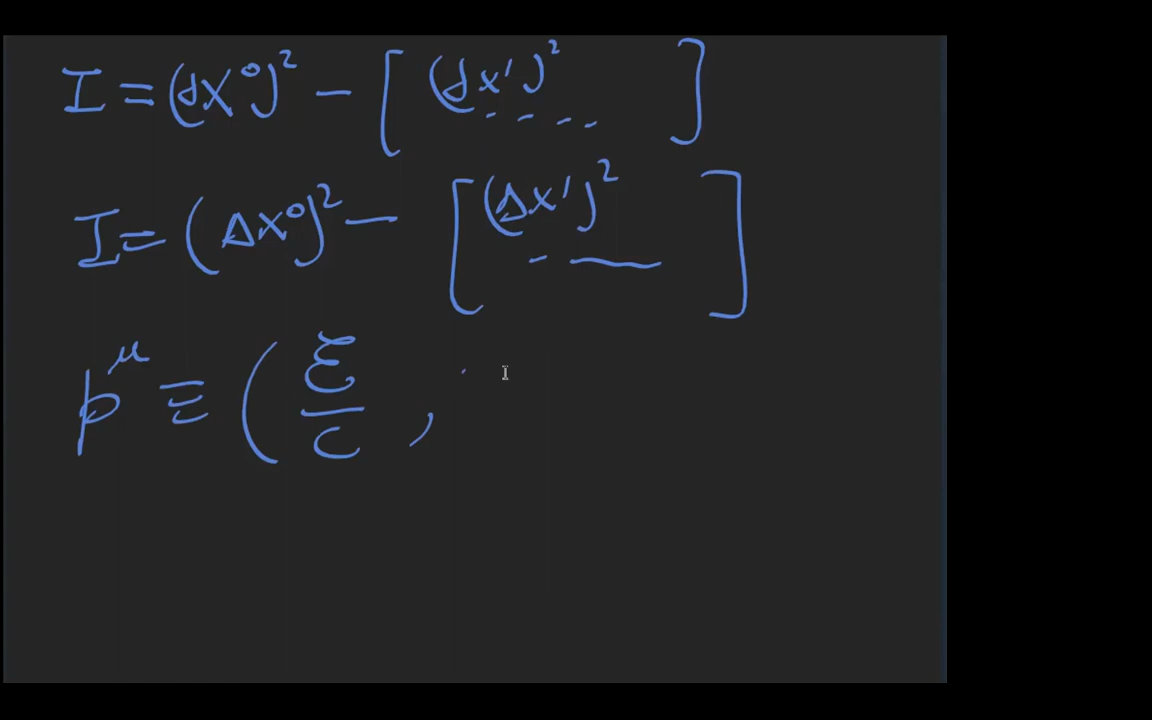 I = (dx⁰)² − [ (dx¹)² - - - - ]
I = (Δx⁰)² − [ (Δx¹)² - — ]
p^μ ≡ ( ℰ/c ,